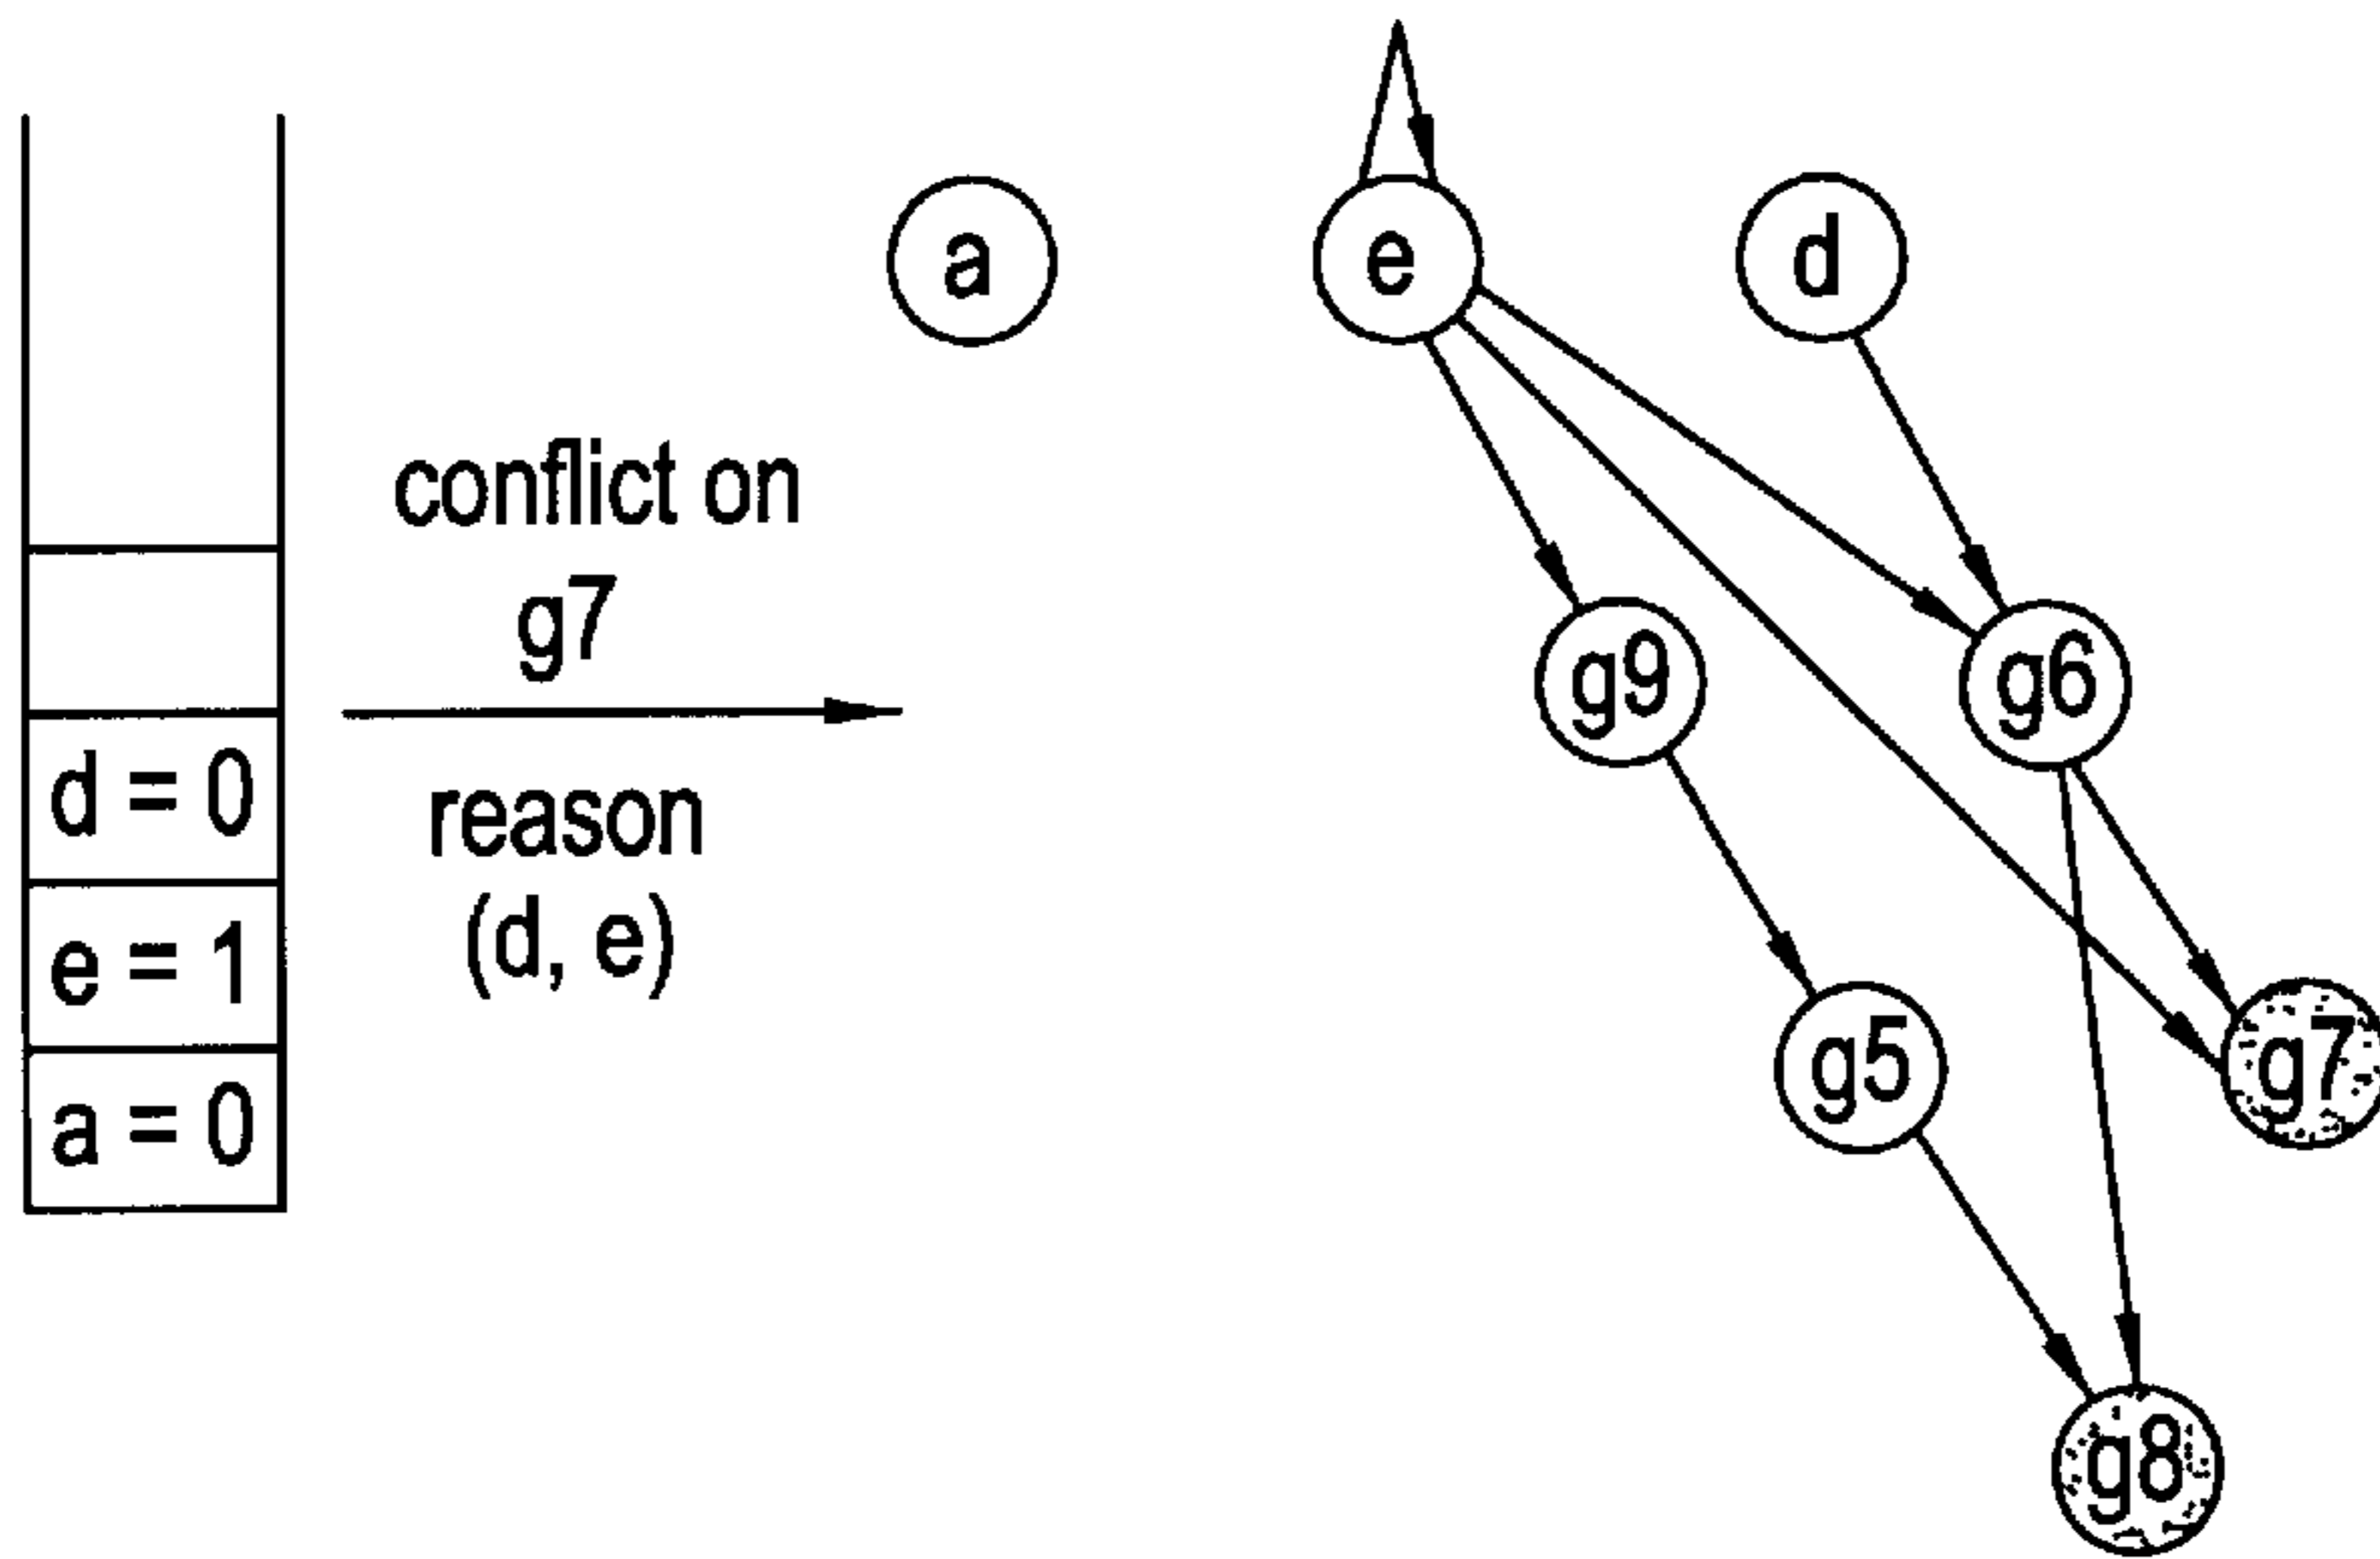 d = 0
e = 1
a = 0
conflict on
g7
reason
(d, e)
a
e
d
g9
g6
g5
g7
g8